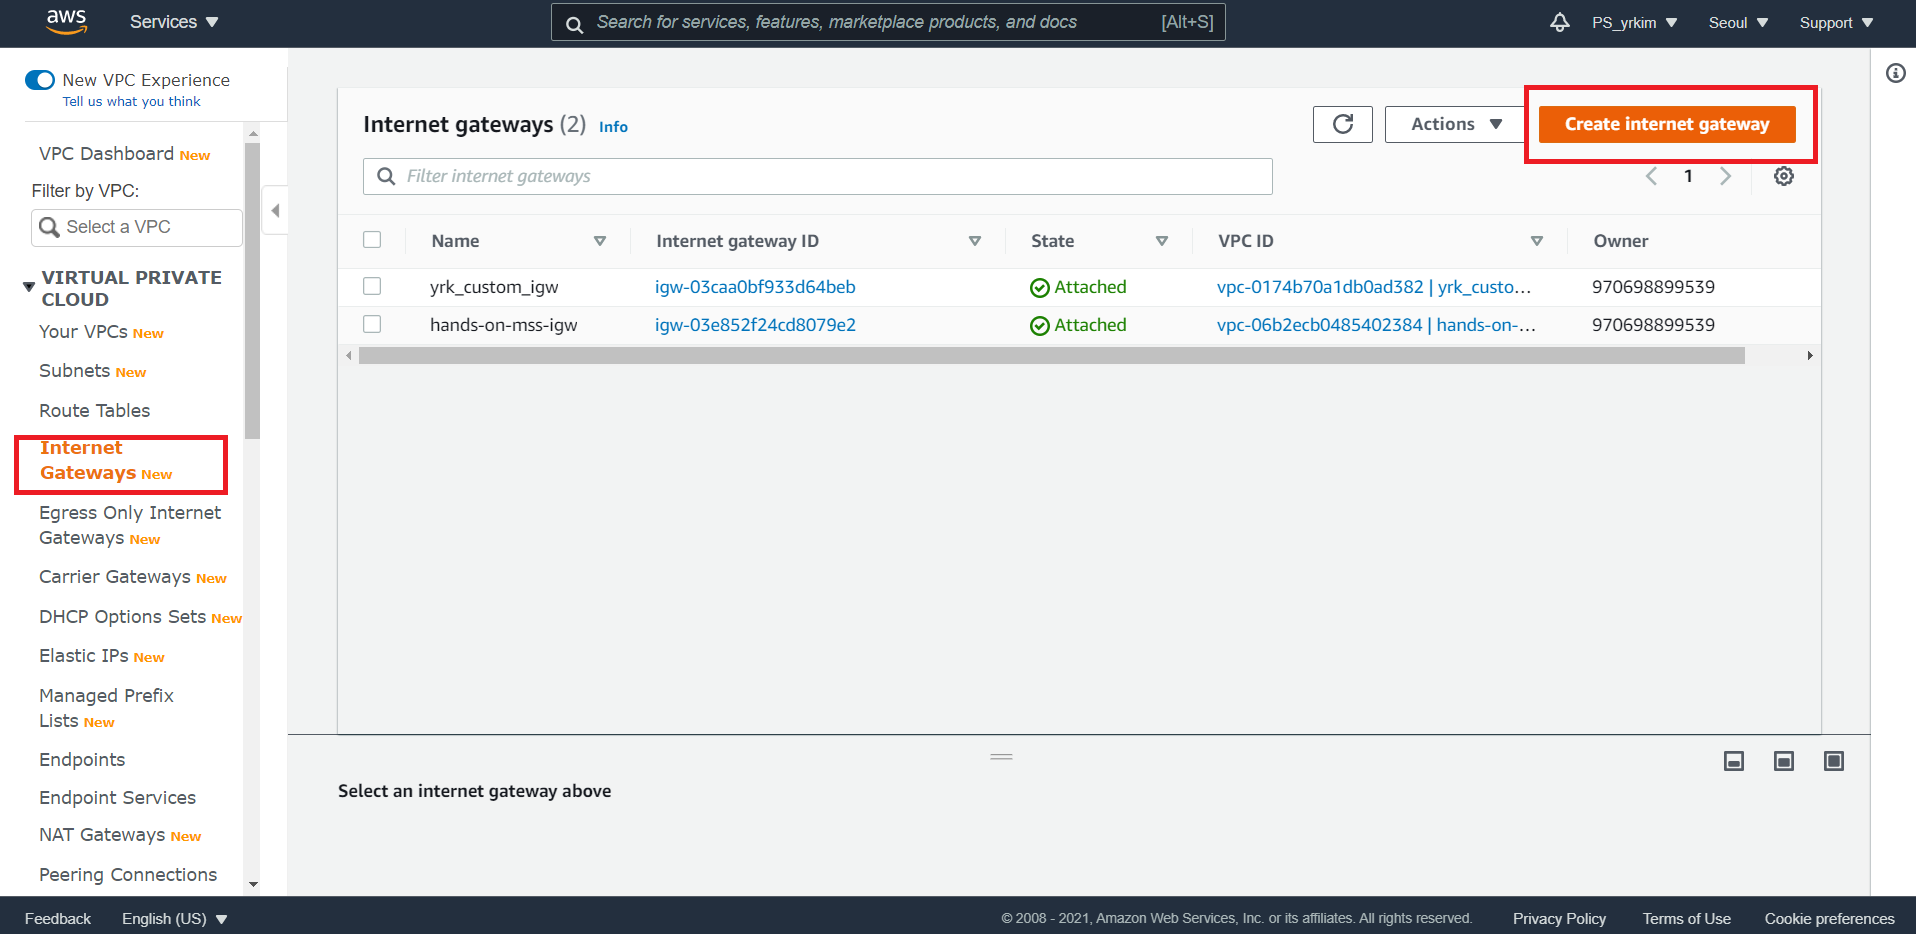 aws
Services
Search for services, features, marketplace products, and docs [Alt+S]
PS_yrkim
Seoul
Support
New VPC Experience
Tell us what you think
VPC Dashboard New
Filter by VPC:
Select a VPC
VIRTUAL PRIVATE
CLOUD
Your VPCs New
Subnets New
Route Tables
Internet
Gateways New
Egress Only Internet
Gateways New
Carrier Gateways New
DHCP Options Sets New
Elastic IPs New
Managed Prefix
Lists New
Endpoints
Endpoint Services
NAT Gateways New
Peering Connections
Internet gateways (2) Info
Actions
Create internet gateway
Filter internet gateways
1
Name Internet gateway ID State VPC ID Owner
yrk_custom_igw igw-03caa0bf933d64beb Attached vpc-0174b70a1db0ad382 | yrk_custo... 970698899539
hands-on-mss-igw igw-03e852f24cd8079e2 Attached vpc-06b2ecb0485402384 | hands-on-... 970698899539
Select an internet gateway above
Feedback
English (US)
© 2008 - 2021, Amazon Web Services, Inc. or its affiliates. All rights reserved.
Privacy Policy
Terms of Use
Cookie preferences